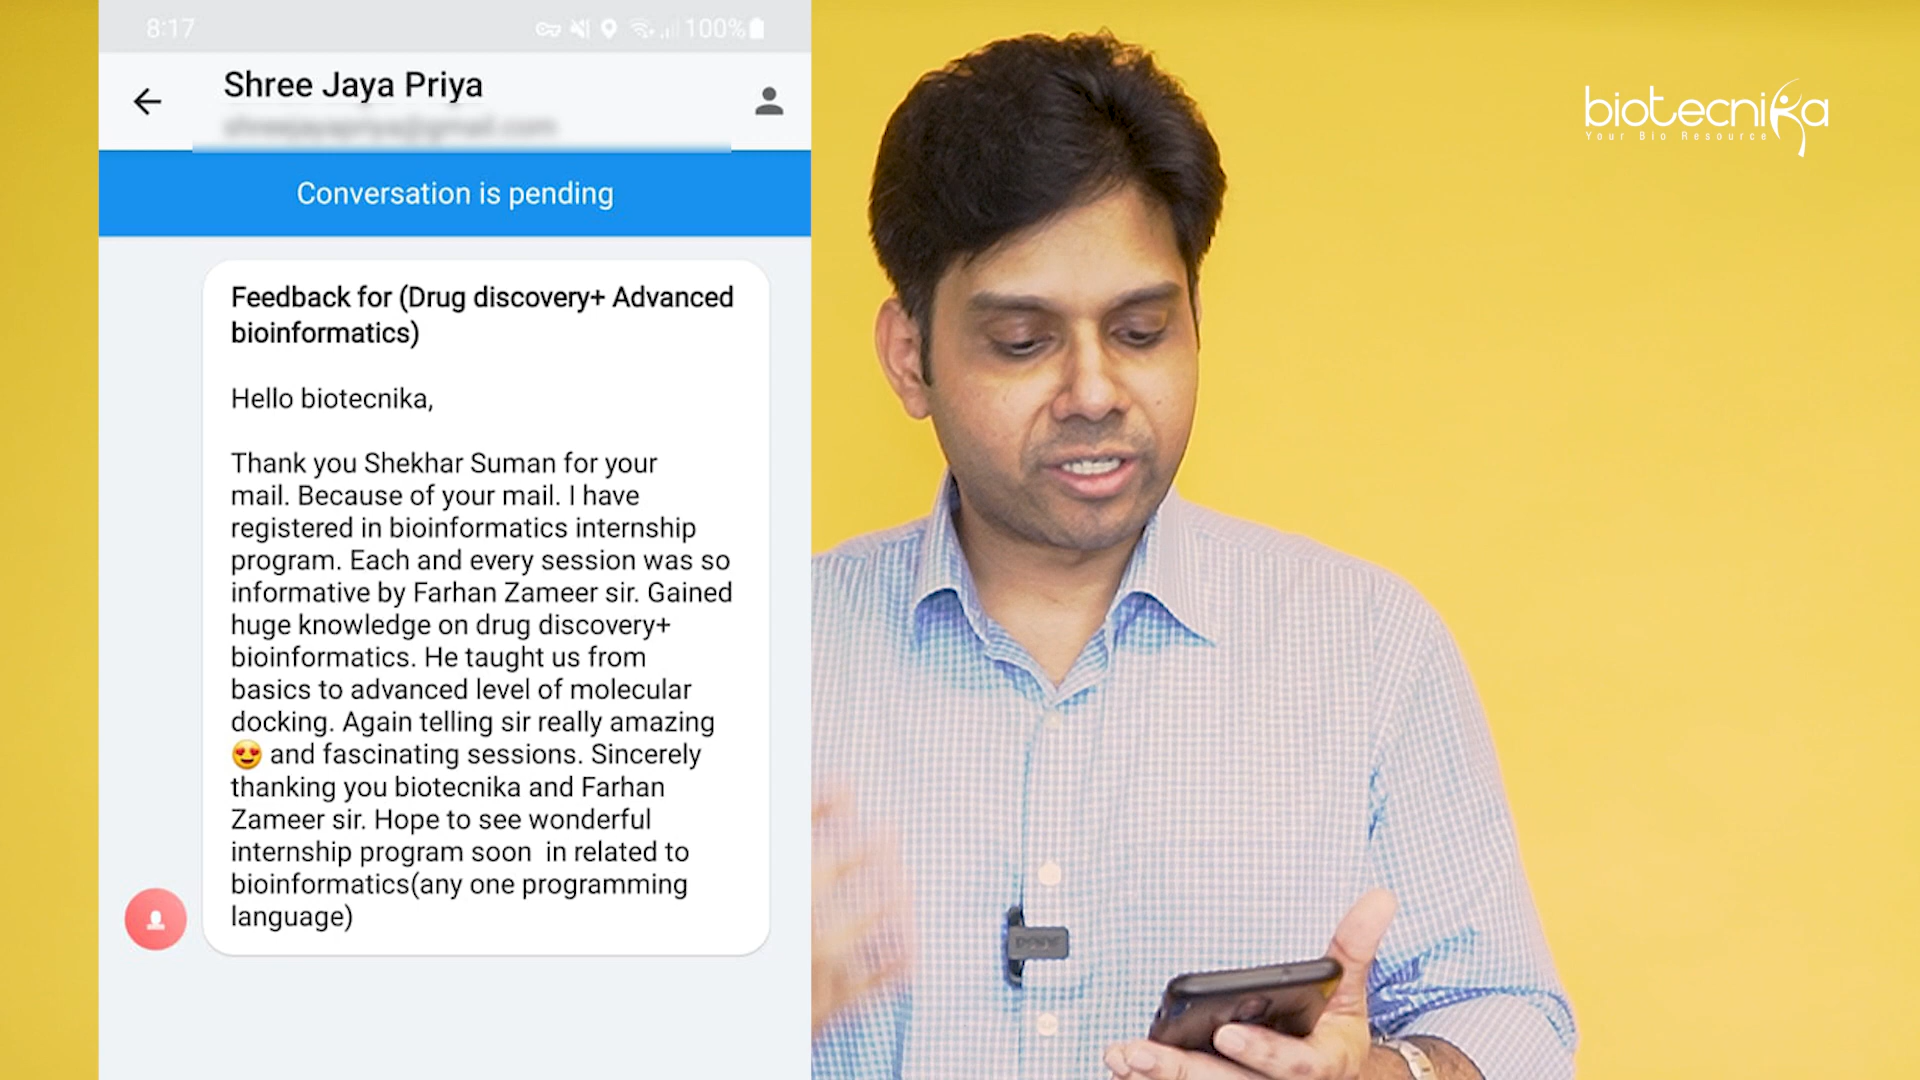 8:17
100%
Shree Jaya Priya
Conversation is pending
Feedback for (Drug discovery+ Advanced
bioinformatics)
Hello biotecnika,
Thank you Shekhar Suman for your
mail. Because of your mail. I have
registered in bioinformatics internship
program. Each and every session was so
informative by Farhan Zameer sir. Gained
huge knowledge on drug discovery+
bioinformatics. He taught us from
basics to advanced level of molecular
docking. Again telling sir really amazing
😍 and fascinating sessions. Sincerely
thanking you biotecnika and Farhan
Zameer sir. Hope to see wonderful
internship program soon  in related to
bioinformatics(any one programming
language)
biotecnika
Your Bio Resource